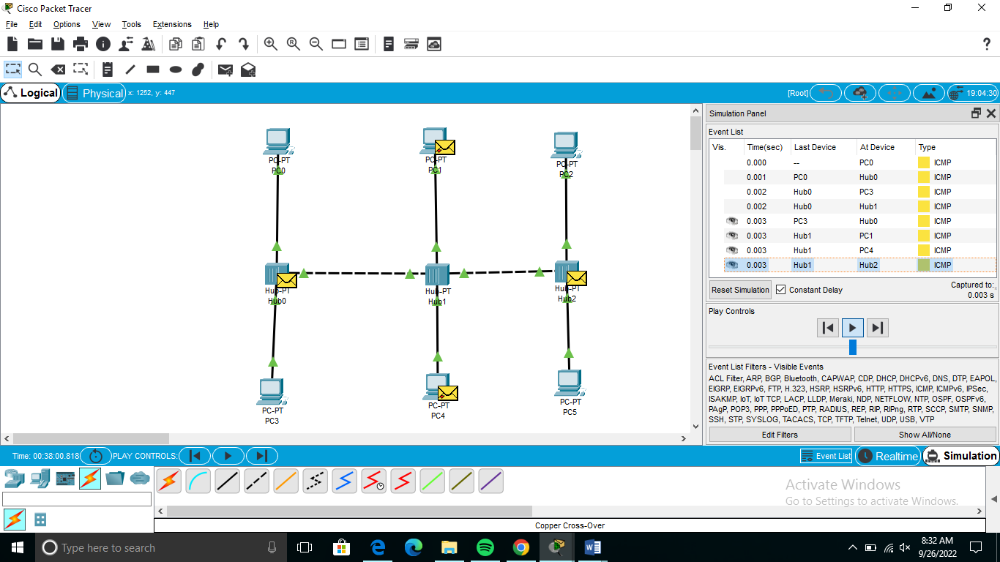 Cisco Packet Tracer
File Edit Options View Tools Extensions Help
R
?
Logical Physical x: 1252, y: 447 [Root] 19:04:30
Simulation Panel
Event List
Vis. Time(sec) Last Device At Device Type
0.000 -- PC0 ICMP
0.001 PC0 Hub0 ICMP
0.002 Hub0 PC3 ICMP
0.002 Hub0 Hub1 ICMP
0.003 PC3 Hub0 ICMP
0.003 Hub1 PC1 ICMP
0.003 Hub1 PC4 ICMP
0.003 Hub1 Hub2 ICMP
Reset Simulation Constant Delay Captured to:
0.003 s
Play Controls
Event List Filters - Visible Events
ACL Filter, ARP, BGP, Bluetooth, CAPWAP, CDP, DHCP, DHCPv6, DNS, DTP, EAPOL,
EIGRP, EIGRPv6, FTP, H.323, HSRP, HSRPv6, HTTP, HTTPS, ICMP, ICMPv6, IPSec,
ISAKMP, IoT, IoT TCP, LACP, LLDP, Meraki, NDP, NETFLOW, NTP, OSPF, OSPFv6,
PAgP, POP3, PPP, PPPoED, PTP, RADIUS, REP, RIP, RIPng, RTP, SCCP, SMTP, SNMP,
SSH, STP, SYSLOG, TACACS, TCP, TFTP, Telnet, UDP, USB, VTP
Edit Filters Show All/None
PC-PT
PC0
PC-PT
PC1
PC-PT
PC2
Hub-PT
Hub0
Hub-PT
Hub1
Hub-PT
Hub2
PC-PT
PC3
PC-PT
PC4
PC-PT
PC5
Time: 00:38:00.818 PLAY CONTROLS: Event List Realtime Simulation
Activate Windows
Go to Settings to activate Windows.
Copper Cross-Over
Type here to search
8:32 AM
9/26/2022